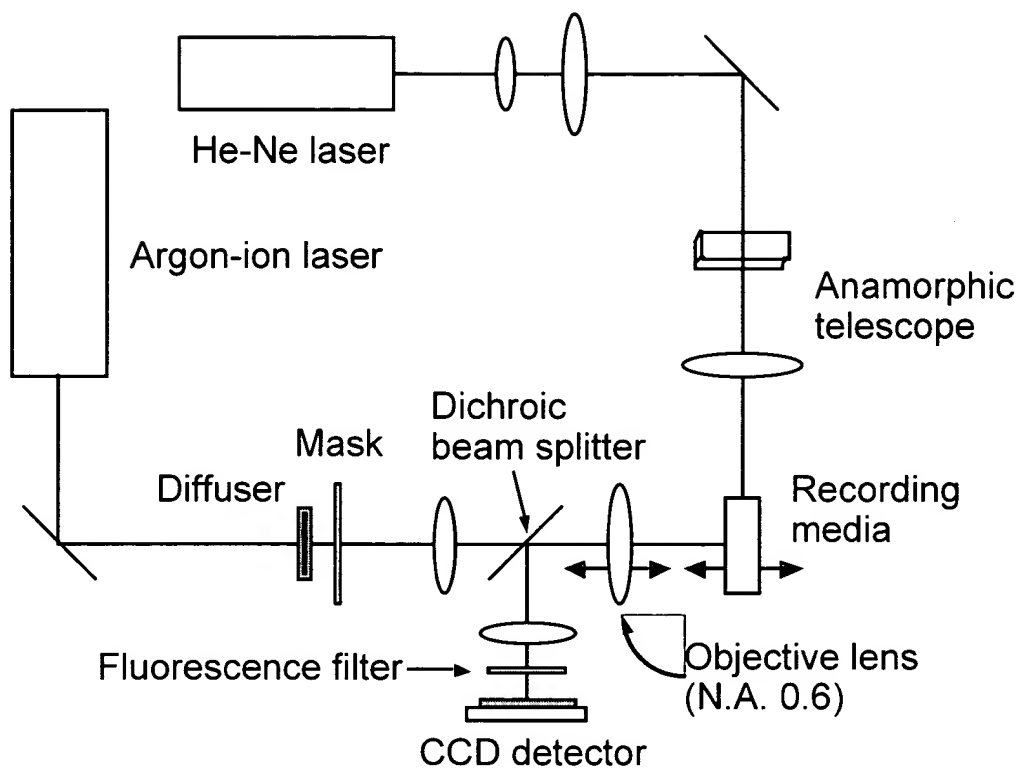 He-Ne laser
Argon-ion laser
Anamorphic
telescope
Dichroic
beam splitter
Mask
Diffuser
Recording
media
Fluorescence filter
Objective lens
(N.A. 0.6)
CCD detector